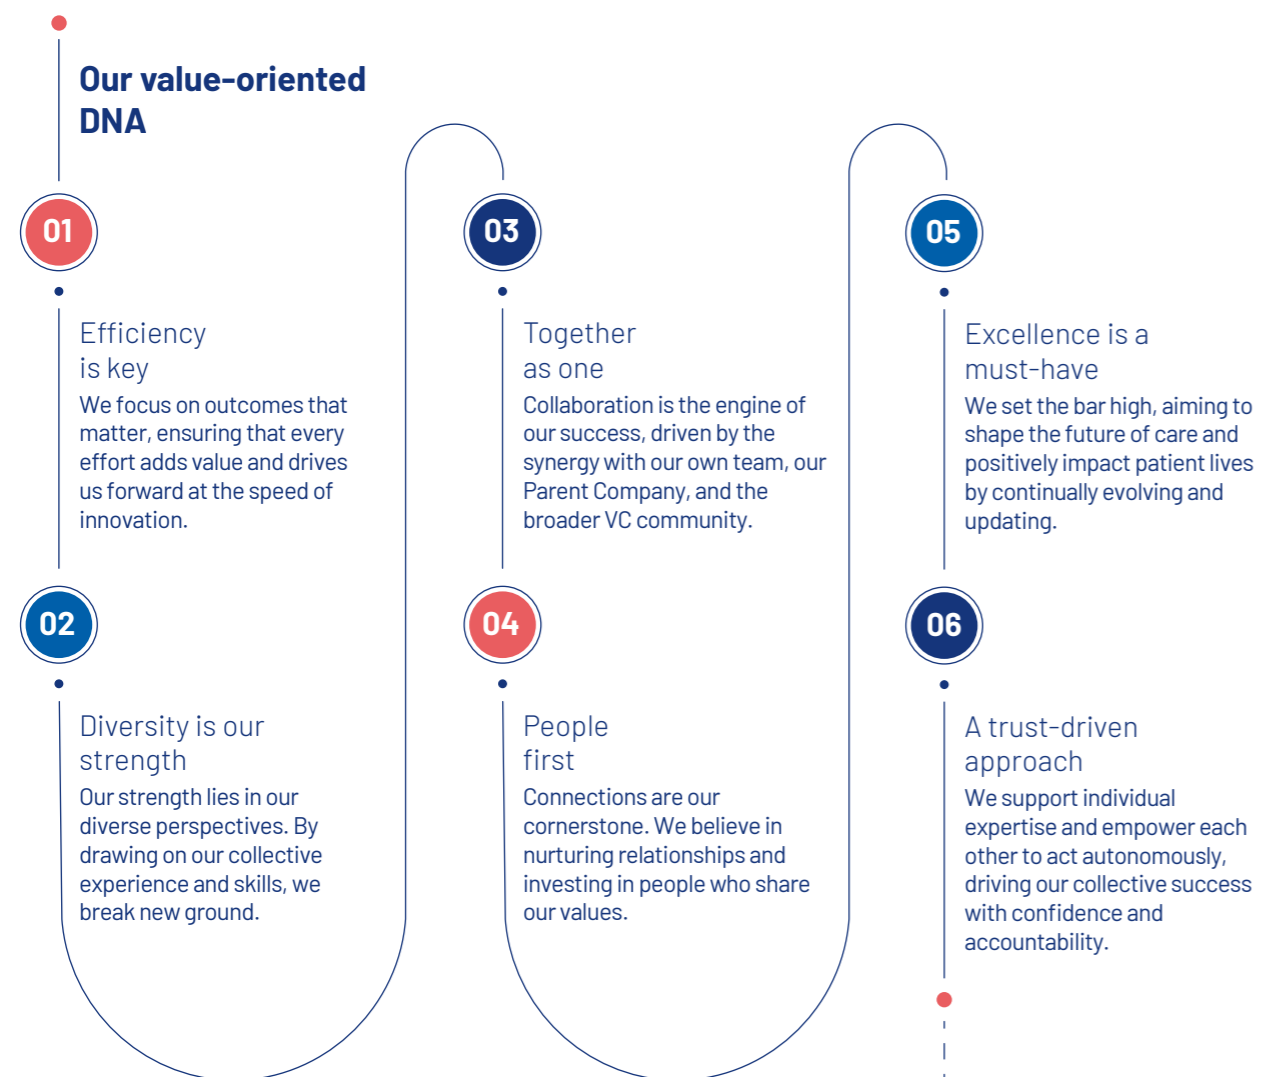 Our value-oriented
DNA
01
Efficiency
is key
We focus on outcomes that
matter, ensuring that every
effort adds value and drives
us forward at the speed of
innovation.
02
Diversity is our
strength
Our strength lies in our
diverse perspectives. By
drawing on our collective
experience and skills, we
break new ground.
03
Together
as one
Collaboration is the engine of
our success, driven by the
synergy with our own team, our
Parent Company, and the
broader VC community.
04
People
first
Connections are our
cornerstone. We believe in
nurturing relationships and
investing in people who share
our values.
05
Excellence is a
must-have
We set the bar high, aiming to
shape the future of care and
positively impact patient lives
by continually evolving and
updating.
06
A trust-driven
approach
We support individual
expertise and empower each
other to act autonomously,
driving our collective success
with confidence and
accountability.